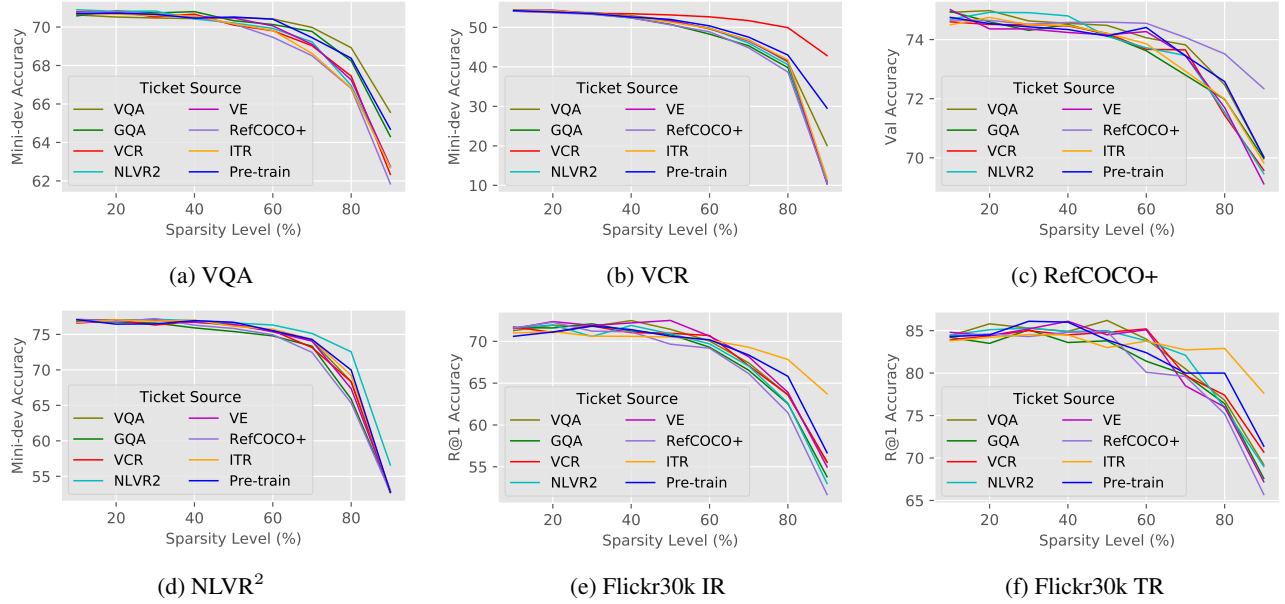 70
68
66
64
62
Mini-dev Accuracy
Ticket Source
VQA
GQA
VCR
NLVR2
VE
RefCOCO+
ITR
Pre-train
20
40
60
80
Sparsity Level (%)
(a) VQA
50
40
30
20
10
Mini-dev Accuracy
Ticket Source
VQA
GQA
VCR
NLVR2
VE
RefCOCO+
ITR
Pre-train
20
40
60
80
Sparsity Level (%)
(b) VCR
74
72
70
Val Accuracy
Ticket Source
VQA
GQA
VCR
NLVR2
VE
RefCOCO+
ITR
Pre-train
20
40
60
80
Sparsity Level (%)
(c) RefCOCO+
75
70
65
60
55
Mini-dev Accuracy
Ticket Source
VQA
GQA
VCR
NLVR2
VE
RefCOCO+
ITR
Pre-train
20
40
60
80
Sparsity Level (%)
(d) NLVR²
70
65
60
55
R@1 Accuracy
Ticket Source
VQA
GQA
VCR
NLVR2
VE
RefCOCO+
ITR
Pre-train
20
40
60
80
Sparsity Level (%)
(e) Flickr30k IR
85
80
75
70
65
R@1 Accuracy
Ticket Source
VQA
GQA
VCR
NLVR2
VE
RefCOCO+
ITR
Pre-train
20
40
60
80
Sparsity Level (%)
(f) Flickr30k TR